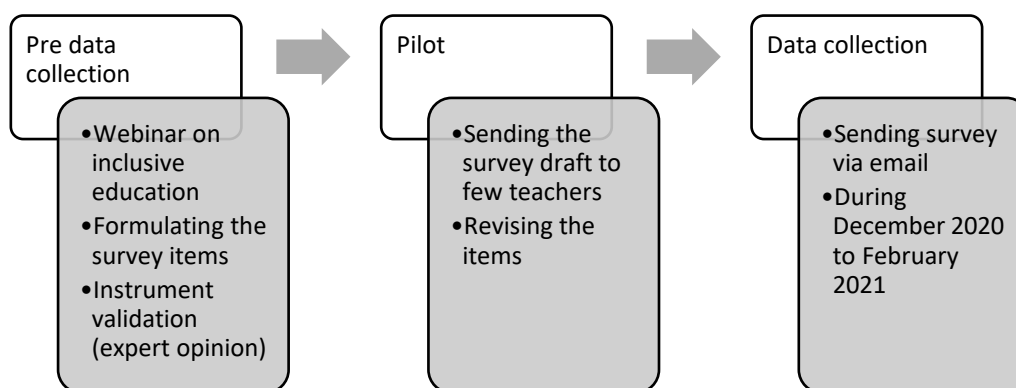 Pre data
collection
•Webinar on
inclusive
education
•Formulating the
survey items
•Instrument
validation
(expert opinion)
Pilot
•Sending the
survey draft to
few teachers
•Revising the
items
Data collection
•Sending survey
via email
•During
December 2020
to February
2021